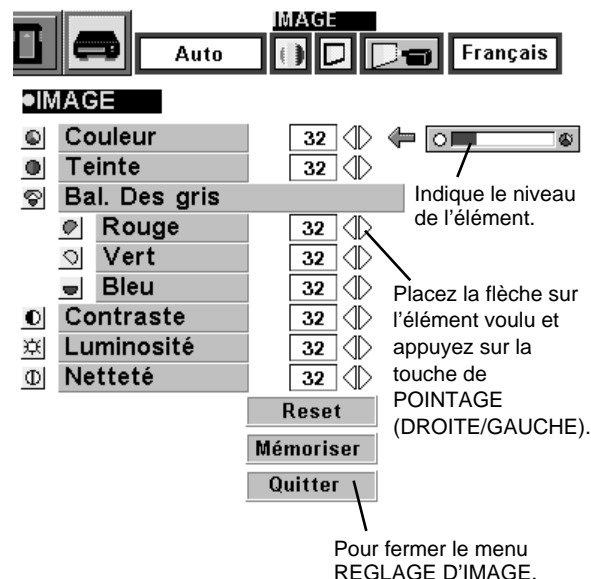 IMAGE
Auto
Français
•IMAGE
Couleur 32
Teinte 32
Bal. Des gris
Rouge 32
Vert 32
Bleu 32
Contraste 32
Luminosité 32
Netteté 32
Reset
Mémoriser
Quitter
Indique le niveau
de l'élément.
Placez la flèche sur
l'élément voulu et
appuyez sur la
touche de
POINTAGE
(DROITE/GAUCHE).
Pour fermer le menu
REGLAGE D'IMAGE.